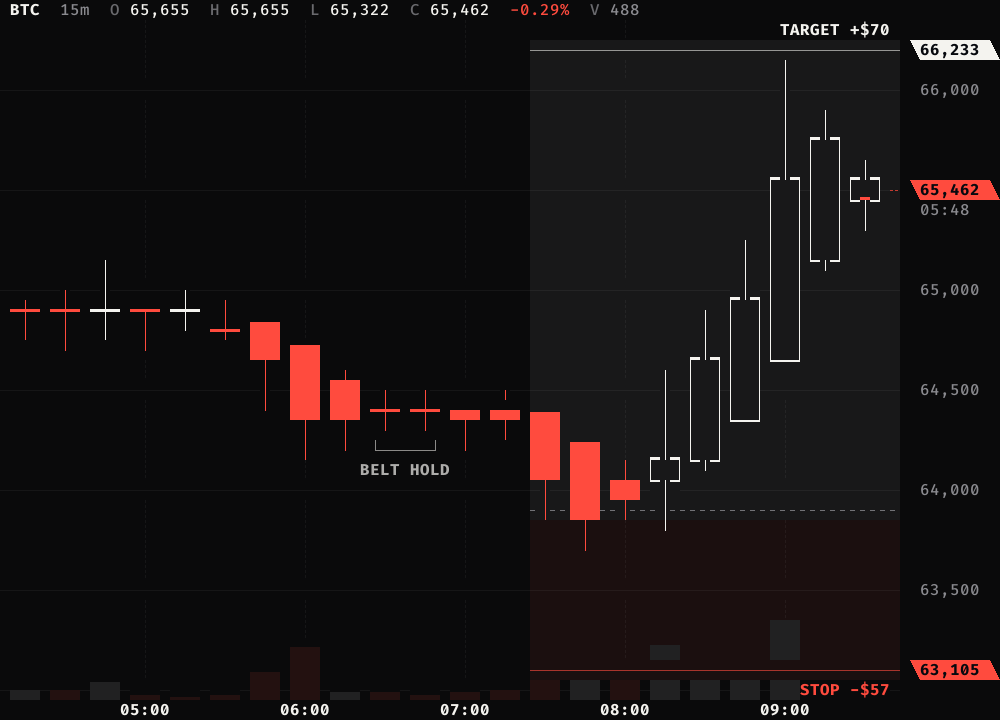 BTC 15m O 65,655 H 65,655 L 65,322 C 65,462 -0.29% V 488
TARGET +$70
66,233
66,000
65,462
05:48
65,000
64,500
BELT HOLD
64,000
63,500
63,105
STOP -$57
05:00 06:00 07:00 08:00 09:00